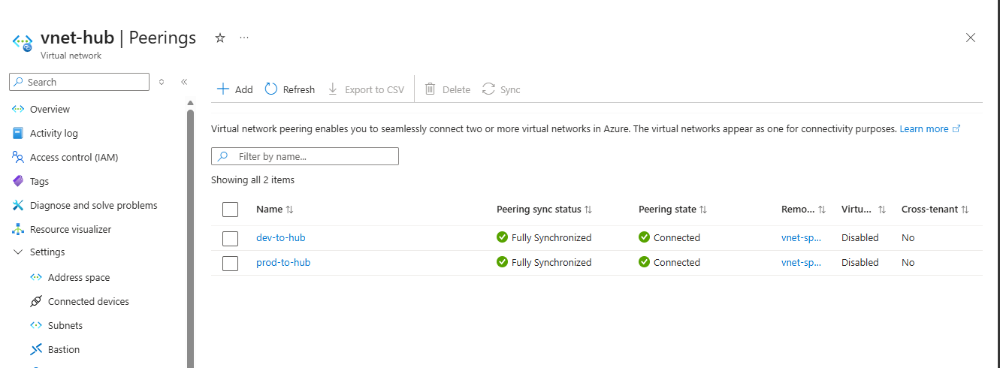 vnet-hub | Peerings
Virtual network
Search
Overview
Activity log
Access control (IAM)
Tags
Diagnose and solve problems
Resource visualizer
Settings
Address space
Connected devices
Subnets
Bastion
Add Refresh Export to CSV Delete Sync
Virtual network peering enables you to seamlessly connect two or more virtual networks in Azure. The virtual networks appear as one for connectivity purposes. Learn more
Filter by name...
Showing all 2 items
Name Peering sync status Peering state Remo... Virtu... Cross-tenant
dev-to-hub Fully Synchronized Connected vnet-sp... Disabled No
prod-to-hub Fully Synchronized Connected vnet-sp... Disabled No